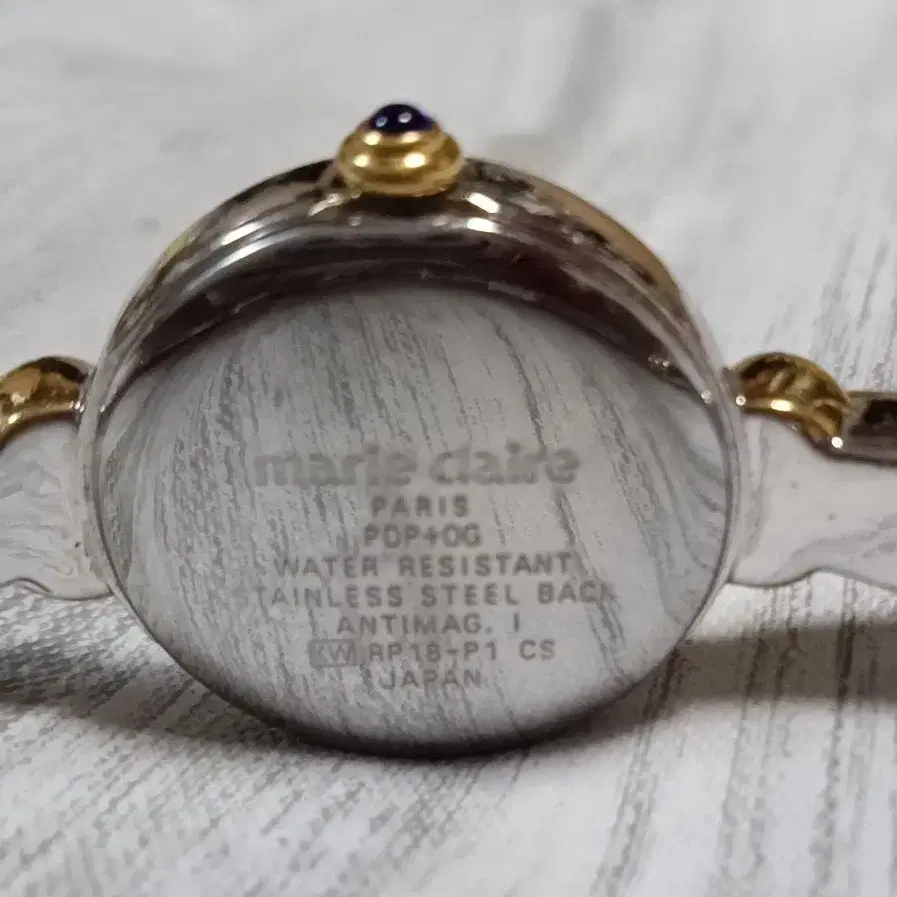 marie claire
PARIS
PDP+OG
WATER RESISTANT
STAINLESS STEEL BACK
ANTIMAG. I
KW RP18-P1 CS
JAPAN